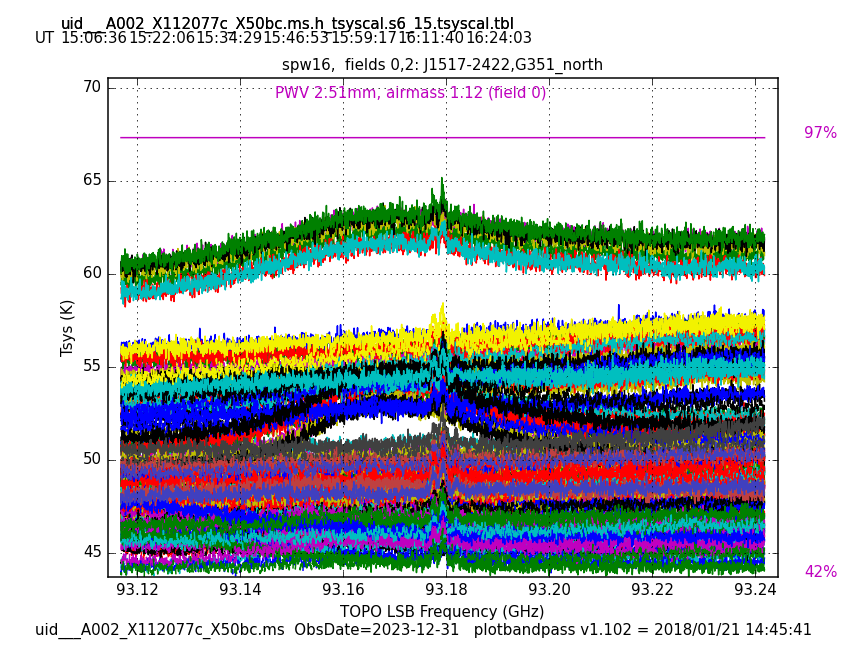 uid___A002_X112077c_X50bc.ms.h_tsyscal.s6_15.tsyscal.tbl
UT 15:06:36 15:22:06 15:34:29 15:46:53 15:59:17 16:11:40 16:24:03
spw16,  fields 0,2: J1517-2422,G351_north
PWV 2.51mm, airmass 1.12 (field 0)
97%
70
65
60
55
50
45
Tsys (K)
42%
93.12 93.14 93.16 93.18 93.20 93.22 93.24
TOPO LSB Frequency (GHz)
uid___A002_X112077c_X50bc.ms  ObsDate=2023-12-31   plotbandpass v1.102 = 2018/01/21 14:45:41